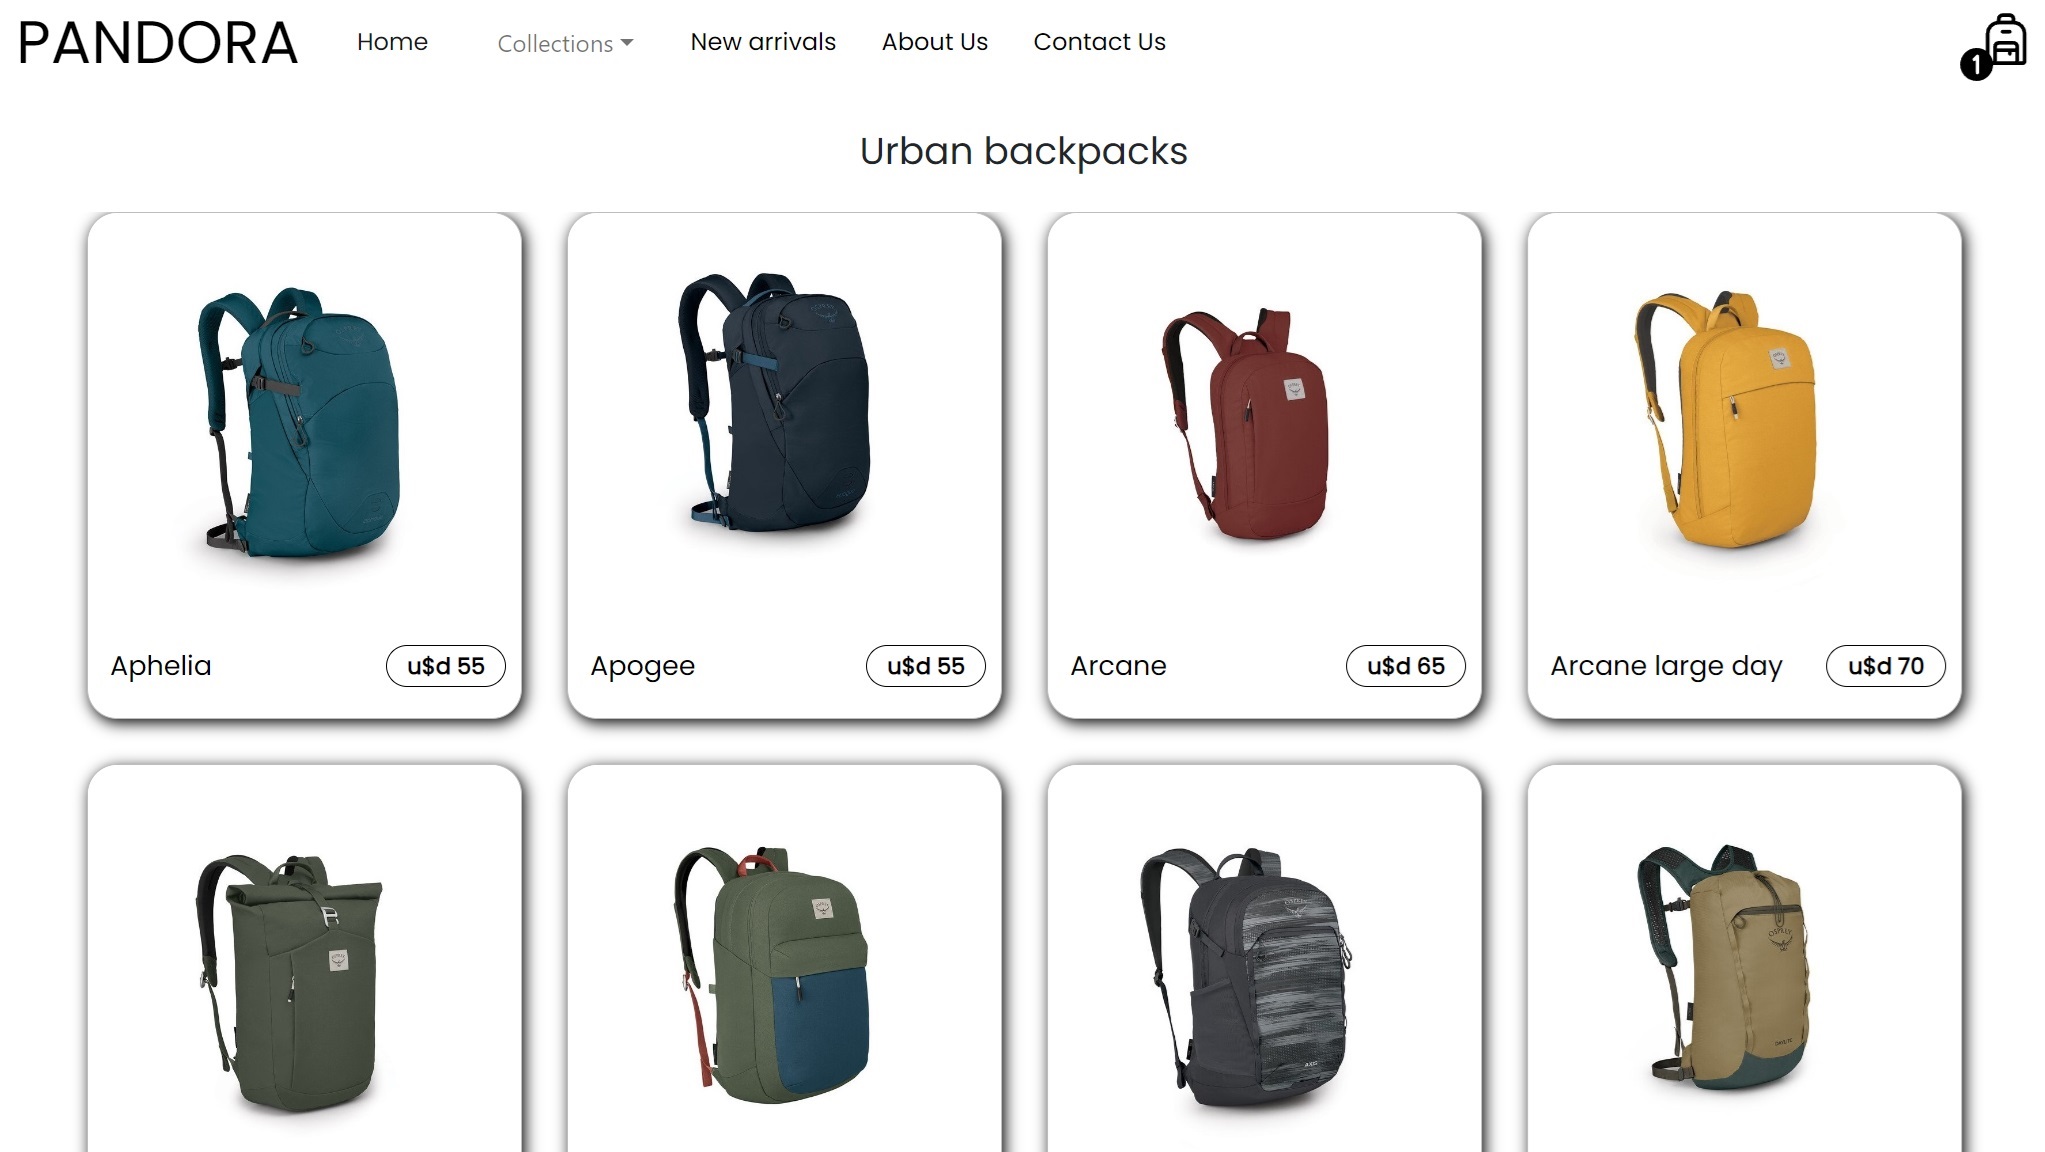 PANDORA
Home
Collections
New arrivals
About Us
Contact Us
1
Urban backpacks
Aphelia
u$d 55
Apogee
u$d 55
Arcane
u$d 65
Arcane large day
u$d 70
OSPREY